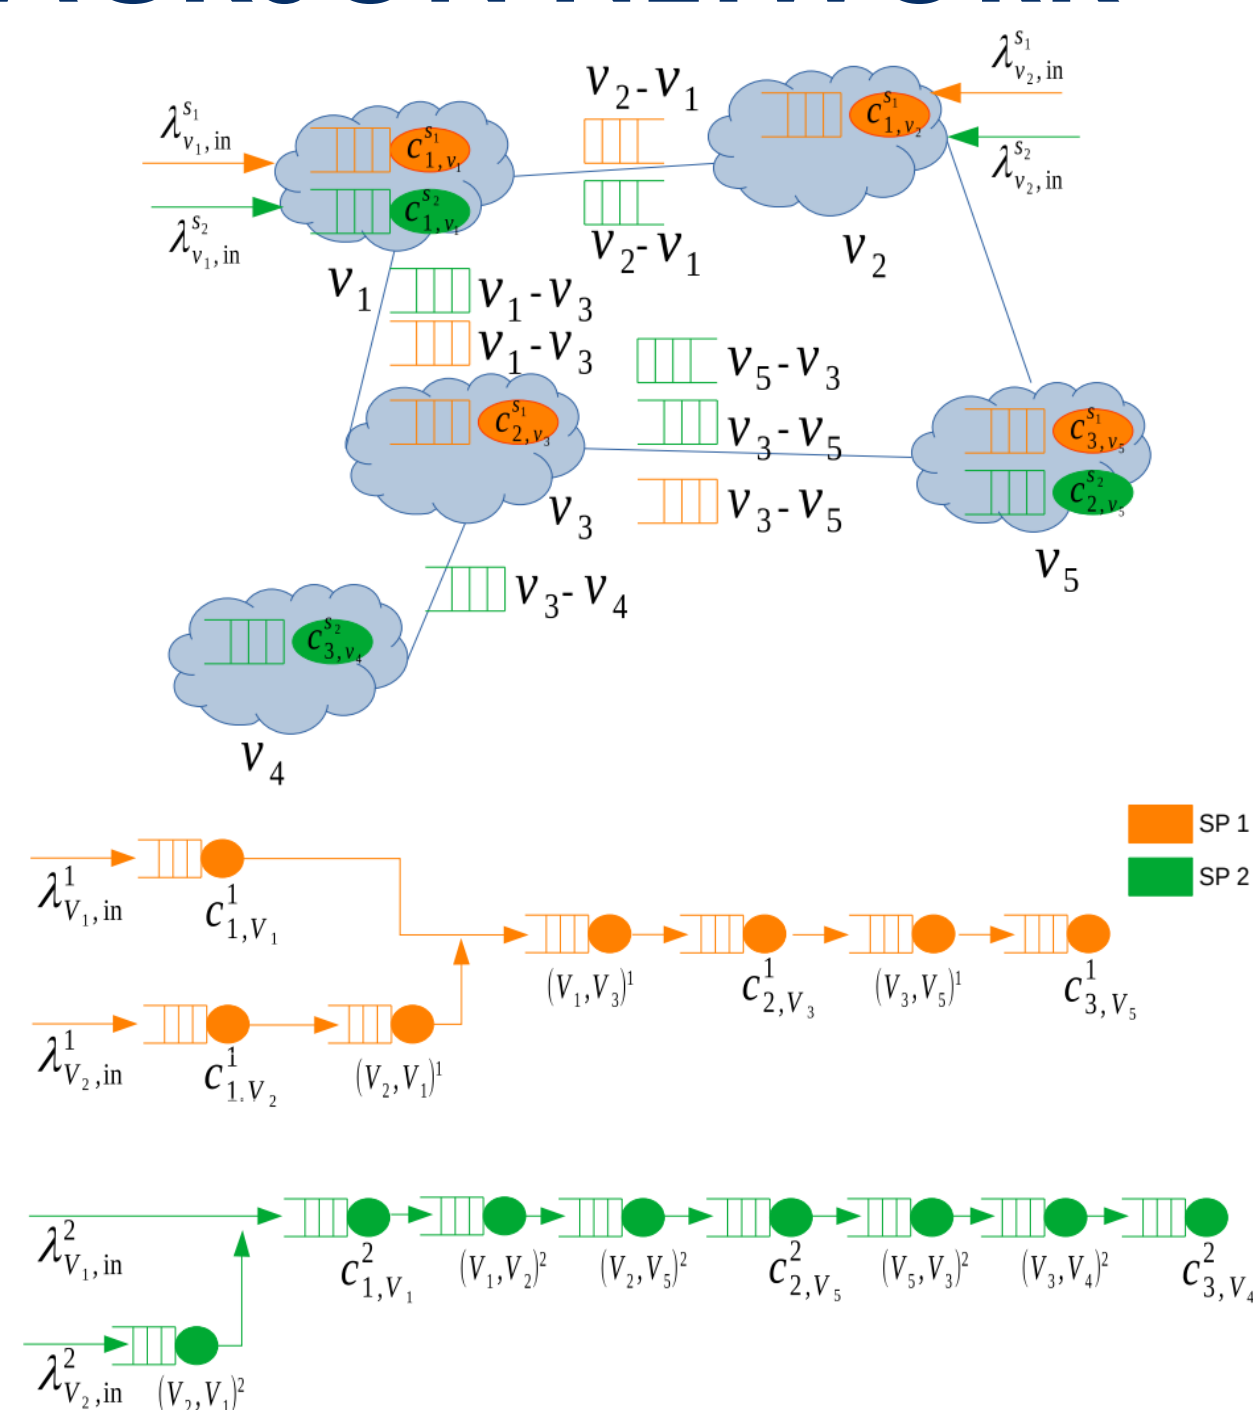 λ^{s_1}_{v_2, in}
v_2 - v_1
λ^{s_1}_{v_1, in}
c^{s_1}_{1, v_1}
c^{s_1}_{1, v_2}
λ^{s_2}_{v_2, in}
c^{s_2}_{1, v_1}
λ^{s_2}_{v_1, in}
v_2 - v_1
v_2
v_1
v_1 - v_3
v_1 - v_3
v_5 - v_3
c^{s_1}_{2, v_3}
v_3 - v_5
c^{s_1}_{3, v_5}
v_3
v_3 - v_5
c^{s_2}_{2, v_5}
v_5
v_3 - v_4
c^{s_2}_{3, v_4}
v_4
SP 1
SP 2
λ^1_{V_1, in}
c^1_{1, V_1}
(V_1, V_3)^1
c^1_{2, V_3}
(V_3, V_5)^1
c^1_{3, V_5}
λ^1_{V_2, in}
c^1_{1, V_2}
(V_2, V_1)^1
λ^2_{V_1, in}
c^2_{1, V_1}
(V_1, V_2)^2
(V_2, V_5)^2
c^2_{2, V_5}
(V_5, V_3)^2
(V_3, V_4)^2
c^2_{3, V_4}
λ^2_{V_2, in}
(V_2, V_1)^2